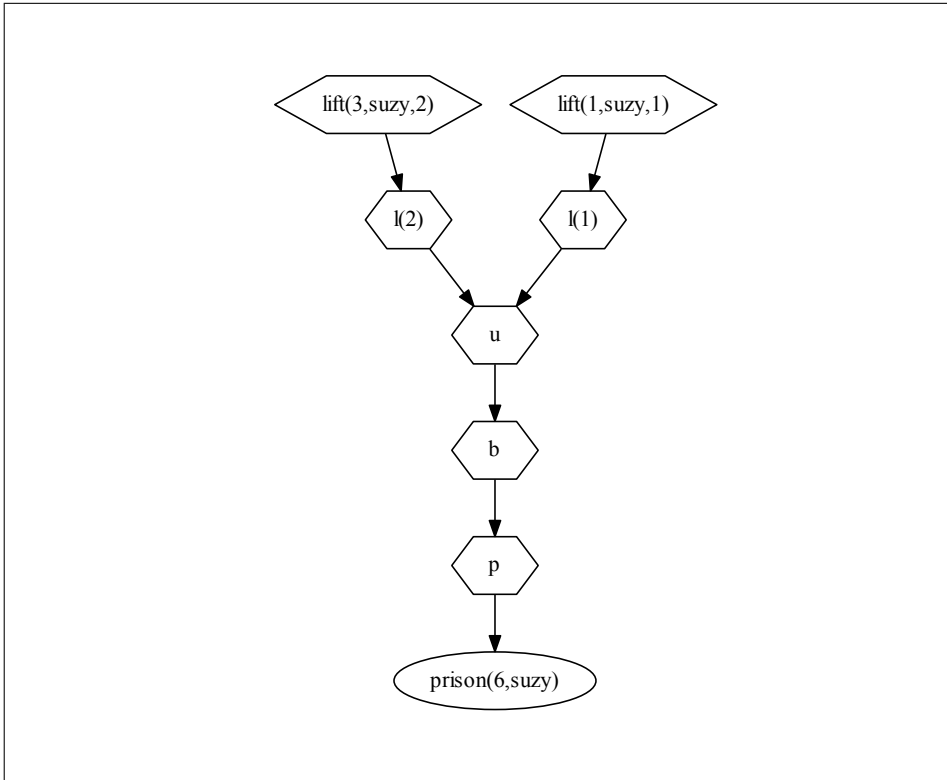 lift(3,suzy,2)
lift(1,suzy,1)
l(2)
l(1)
u
b
p
prison(6,suzy)